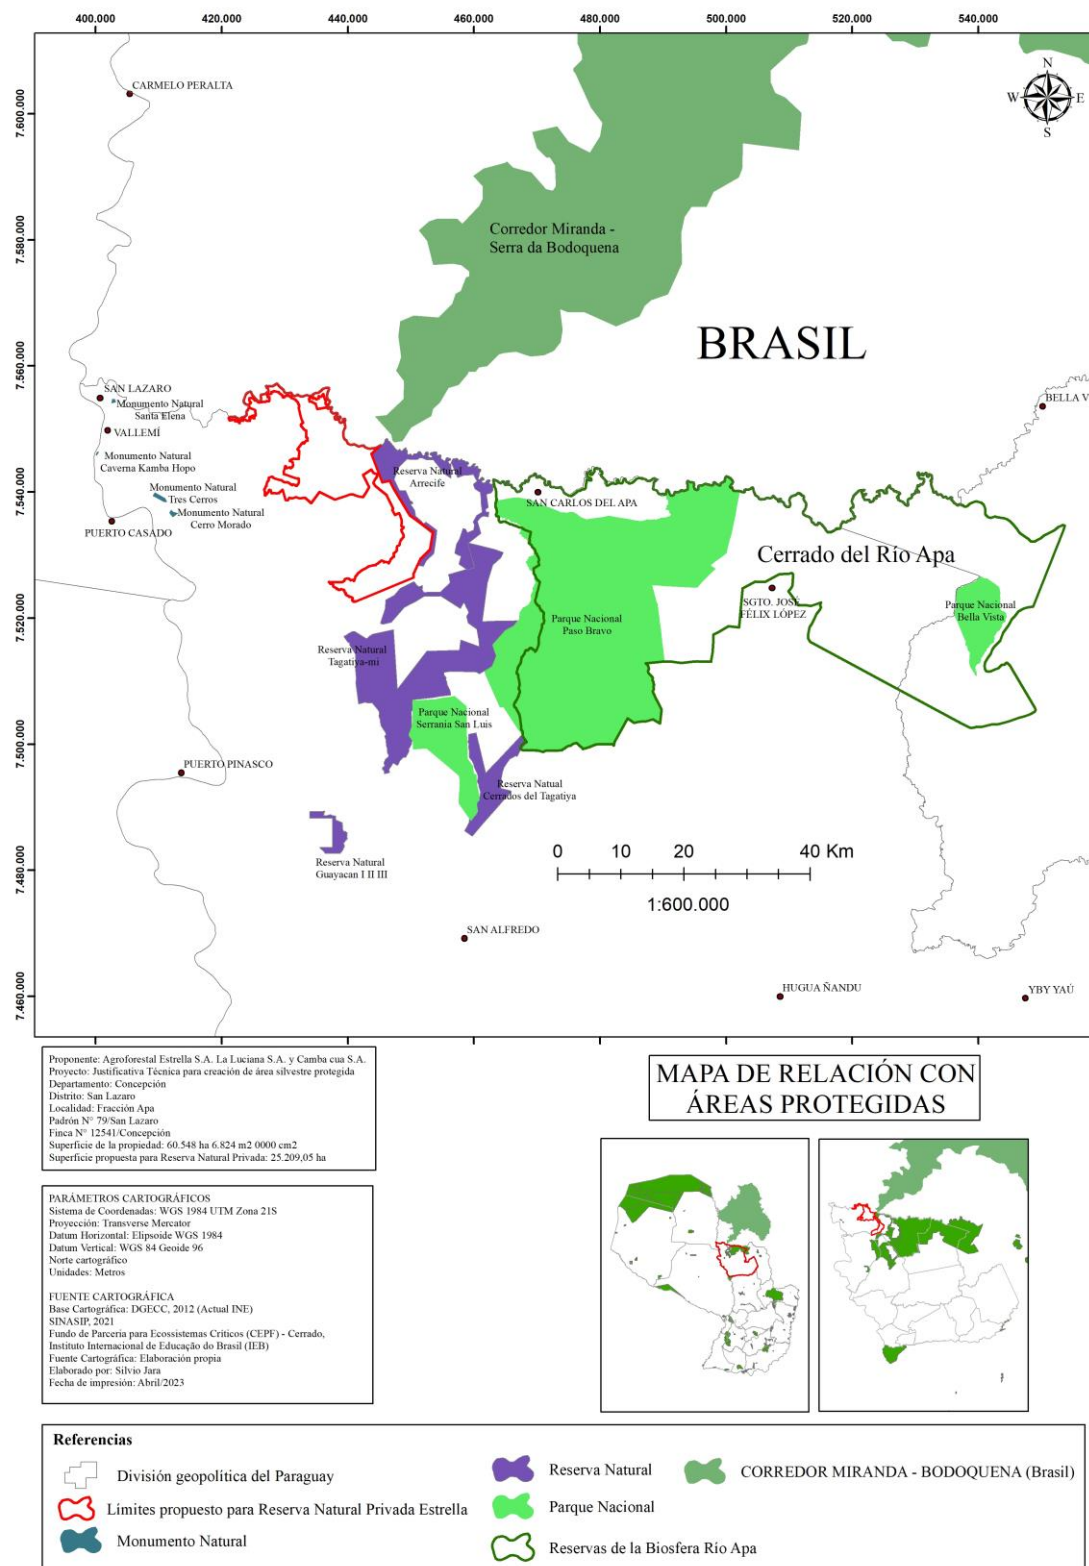 400.000 420.000 440.000 460.000 480.000 500.000 520.000 540.000
7.600.000
7.580.000
7.560.000
7.540.000
7.520.000
7.500.000
7.480.000
7.460.000
N
W E
S
CARMELO PERALTA
Corredor Miranda -
Serra da Bodoquena
BRASIL
SAN LAZARO
Monumento Natural
Santa Elena
VALLEMÍ
BELLA V
Monumento Natural
Caverna Kamba Hopo
Monumento Natural
Tres Cerros
Monumento Natural
Cerro Morado
PUERTO CASADO
Reserva Natural
Arrecife
SAN CARLOS DEL APA
Cerrado del Río Apa
SGTO. JOSÉ
FÉLIX LÓPEZ
Parque Nacional
Bella Vista
Parque Nacional
Paso Bravo
Reserva Natural
Tagatiya-mi
Parque Nacional
Serrania San Luis
PUERTO PINASCO
Reserva Natual
Cerrados del Tagatiya
Reserva Natural
Guayacan I II III
0 10 20 40 Km
1:600.000
SAN ALFREDO
HUGUA ÑANDU
YBY YAÚ
Proponente: Agroforestal Estrella S.A. La Luciana S.A. y Camba cua S.A.
Proyecto: Justificativa Técnica para creación de área silvestre protegida
Departamento: Concepción
Distrito: San Lazaro
Localidad: Fracción Apa
Padrón N° 79/San Lazaro
Finca N° 12541/Concepción
Superficie de la propiedad: 60.548 ha 6.824 m2 0000 cm2
Superficie propuesta para Reserva Natural Privada: 25.209,05 ha
PARÁMETROS CARTOGRÁFICOS
Sistema de Coordenadas: WGS 1984 UTM Zona 21S
Proyección: Transverse Mercator
Datum Horizontal: Elipsoide WGS 1984
Datum Vertical: WGS 84 Geoide 96
Norte cartográfico
Unidades: Metros
FUENTE CARTOGRÁFICA
Base Cartográfica: DGECC, 2012 (Actual INE)
SINASIP, 2021
Fundo de Parceria para Ecossistemas Críticos (CEPF) - Cerrado,
Instituto Internacional de Educação do Brasil (IEB)
Fuente Cartográfica: Elaboración propia
Elaborado por: Silvio Jara
Fecha de impresión: Abril/2023
MAPA DE RELACIÓN CON
ÁREAS PROTEGIDAS
Referencias
División geopolítica del Paraguay
Límites propuesto para Reserva Natural Privada Estrella
Monumento Natural
Reserva Natural
Parque Nacional
Reservas de la Biosfera Río Apa
CORREDOR MIRANDA - BODOQUENA (Brasil)